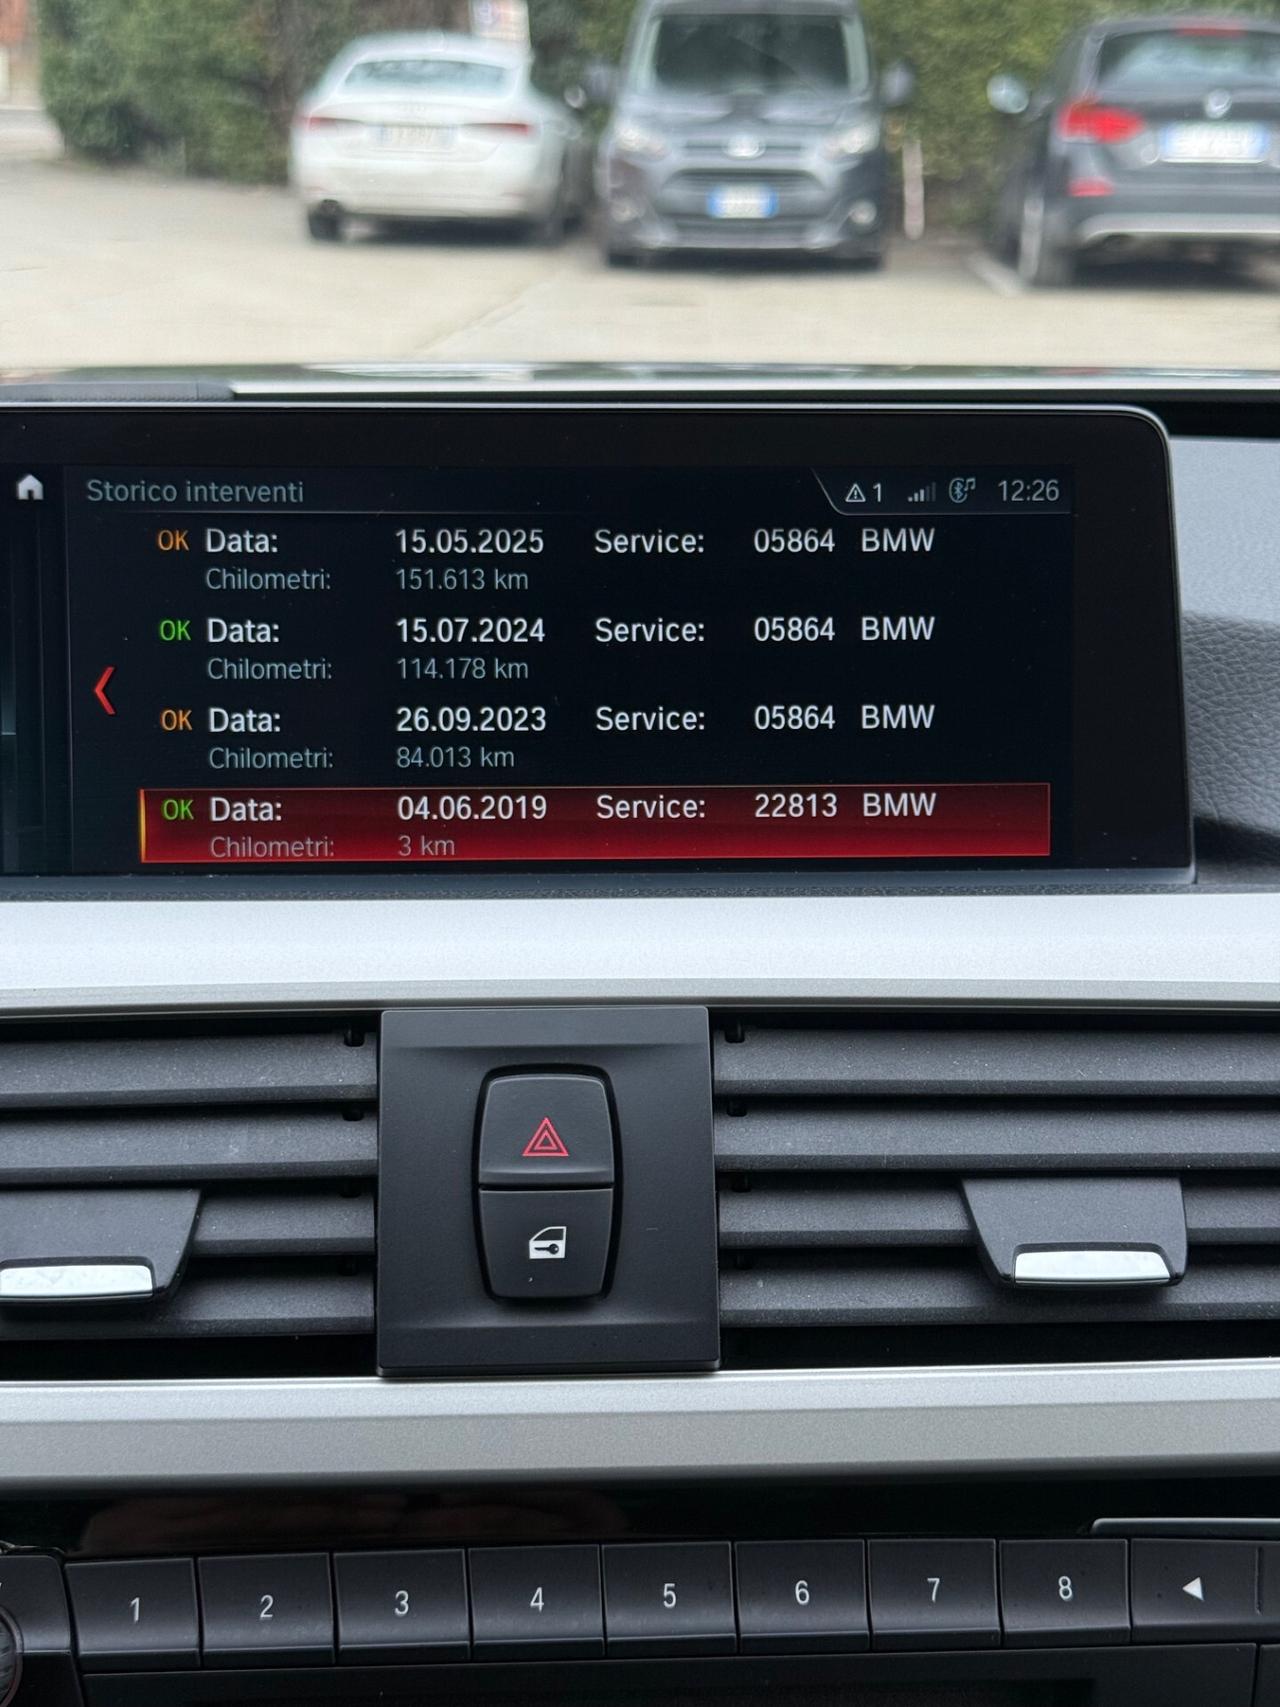 Storico interventi 1 12:26
OK Data: 15.05.2025 Service: 05864 BMW
Chilometri: 151.613 km
OK Data: 15.07.2024 Service: 05864 BMW
Chilometri: 114.178 km
OK Data: 26.09.2023 Service: 05864 BMW
Chilometri: 84.013 km
OK Data: 04.06.2019 Service: 22813 BMW
Chilometri: 3 km
1 2 3 4 5 6 7 8